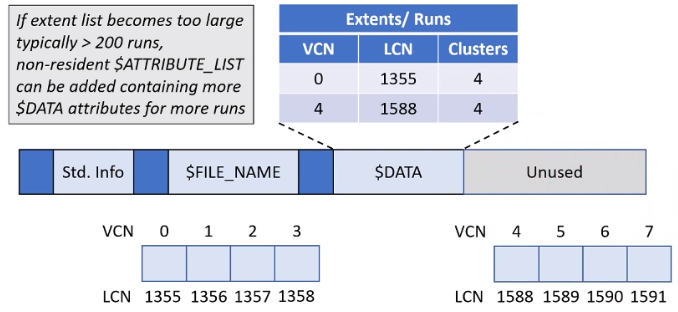 If extent list becomes too large
typically > 200 runs,
non-resident $ATTRIBUTE_LIST
can be added containing more
$DATA attributes for more runs
Extents/ Runs
VCN LCN Clusters
0 1355 4
4 1588 4
Std. Info $FILE_NAME $DATA Unused
VCN 0 1 2 3
LCN 1355 1356 1357 1358
VCN 4 5 6 7
LCN 1588 1589 1590 1591